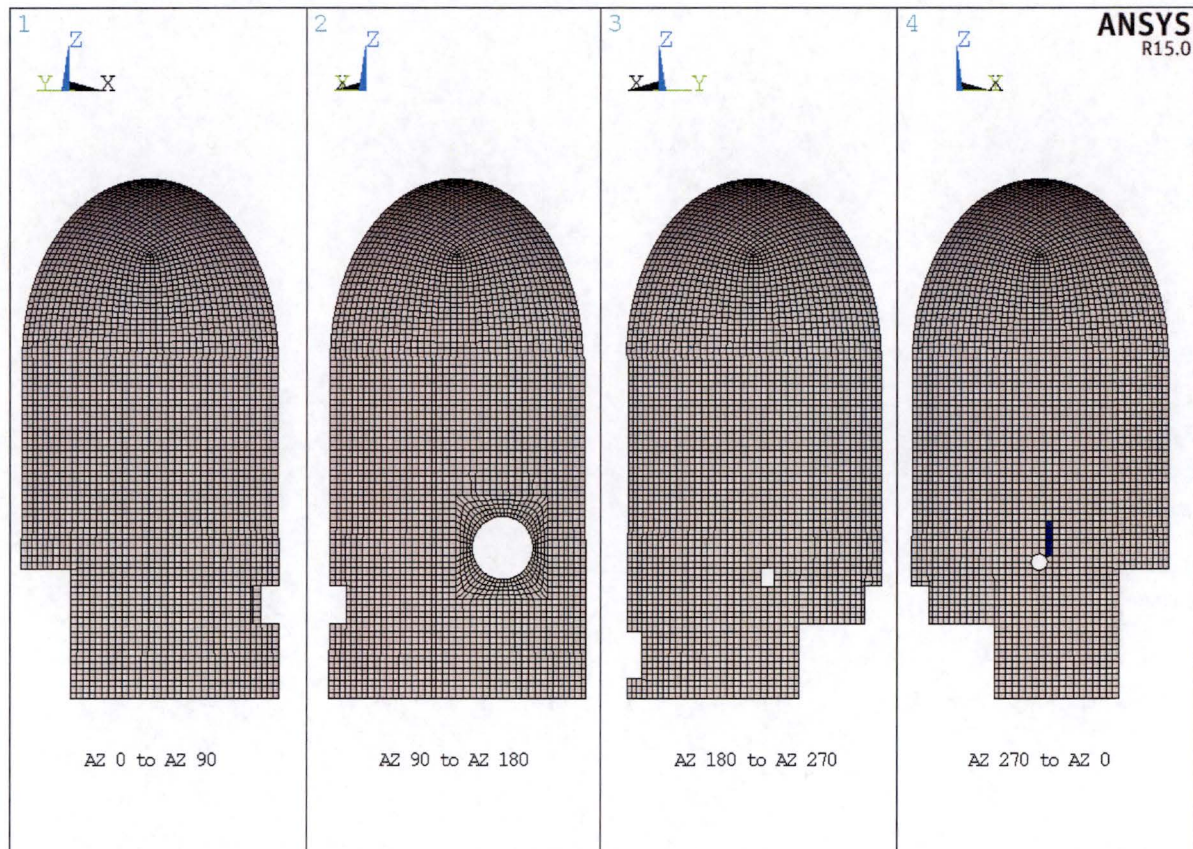 1
Z
Y X
2
Z
X
3
Z
X Y
4
Z
X
ANSYS
R15.0
AZ 0 to AZ 90
AZ 90 to AZ 180
AZ 180 to AZ 270
AZ 270 to AZ 0